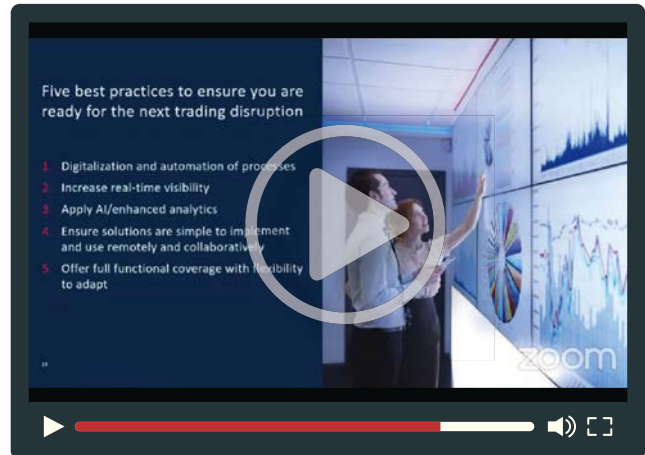 Five best practices to ensure you are
ready for the next trading disruption
1. Digitalization and automation of processes
2. Increase real-time visibility
3. Apply AI/enhanced analytics
4. Ensure solutions are simple to implement
and use remotely and collaboratively
5. Offer full functional coverage with flexibility
to adapt
zoom